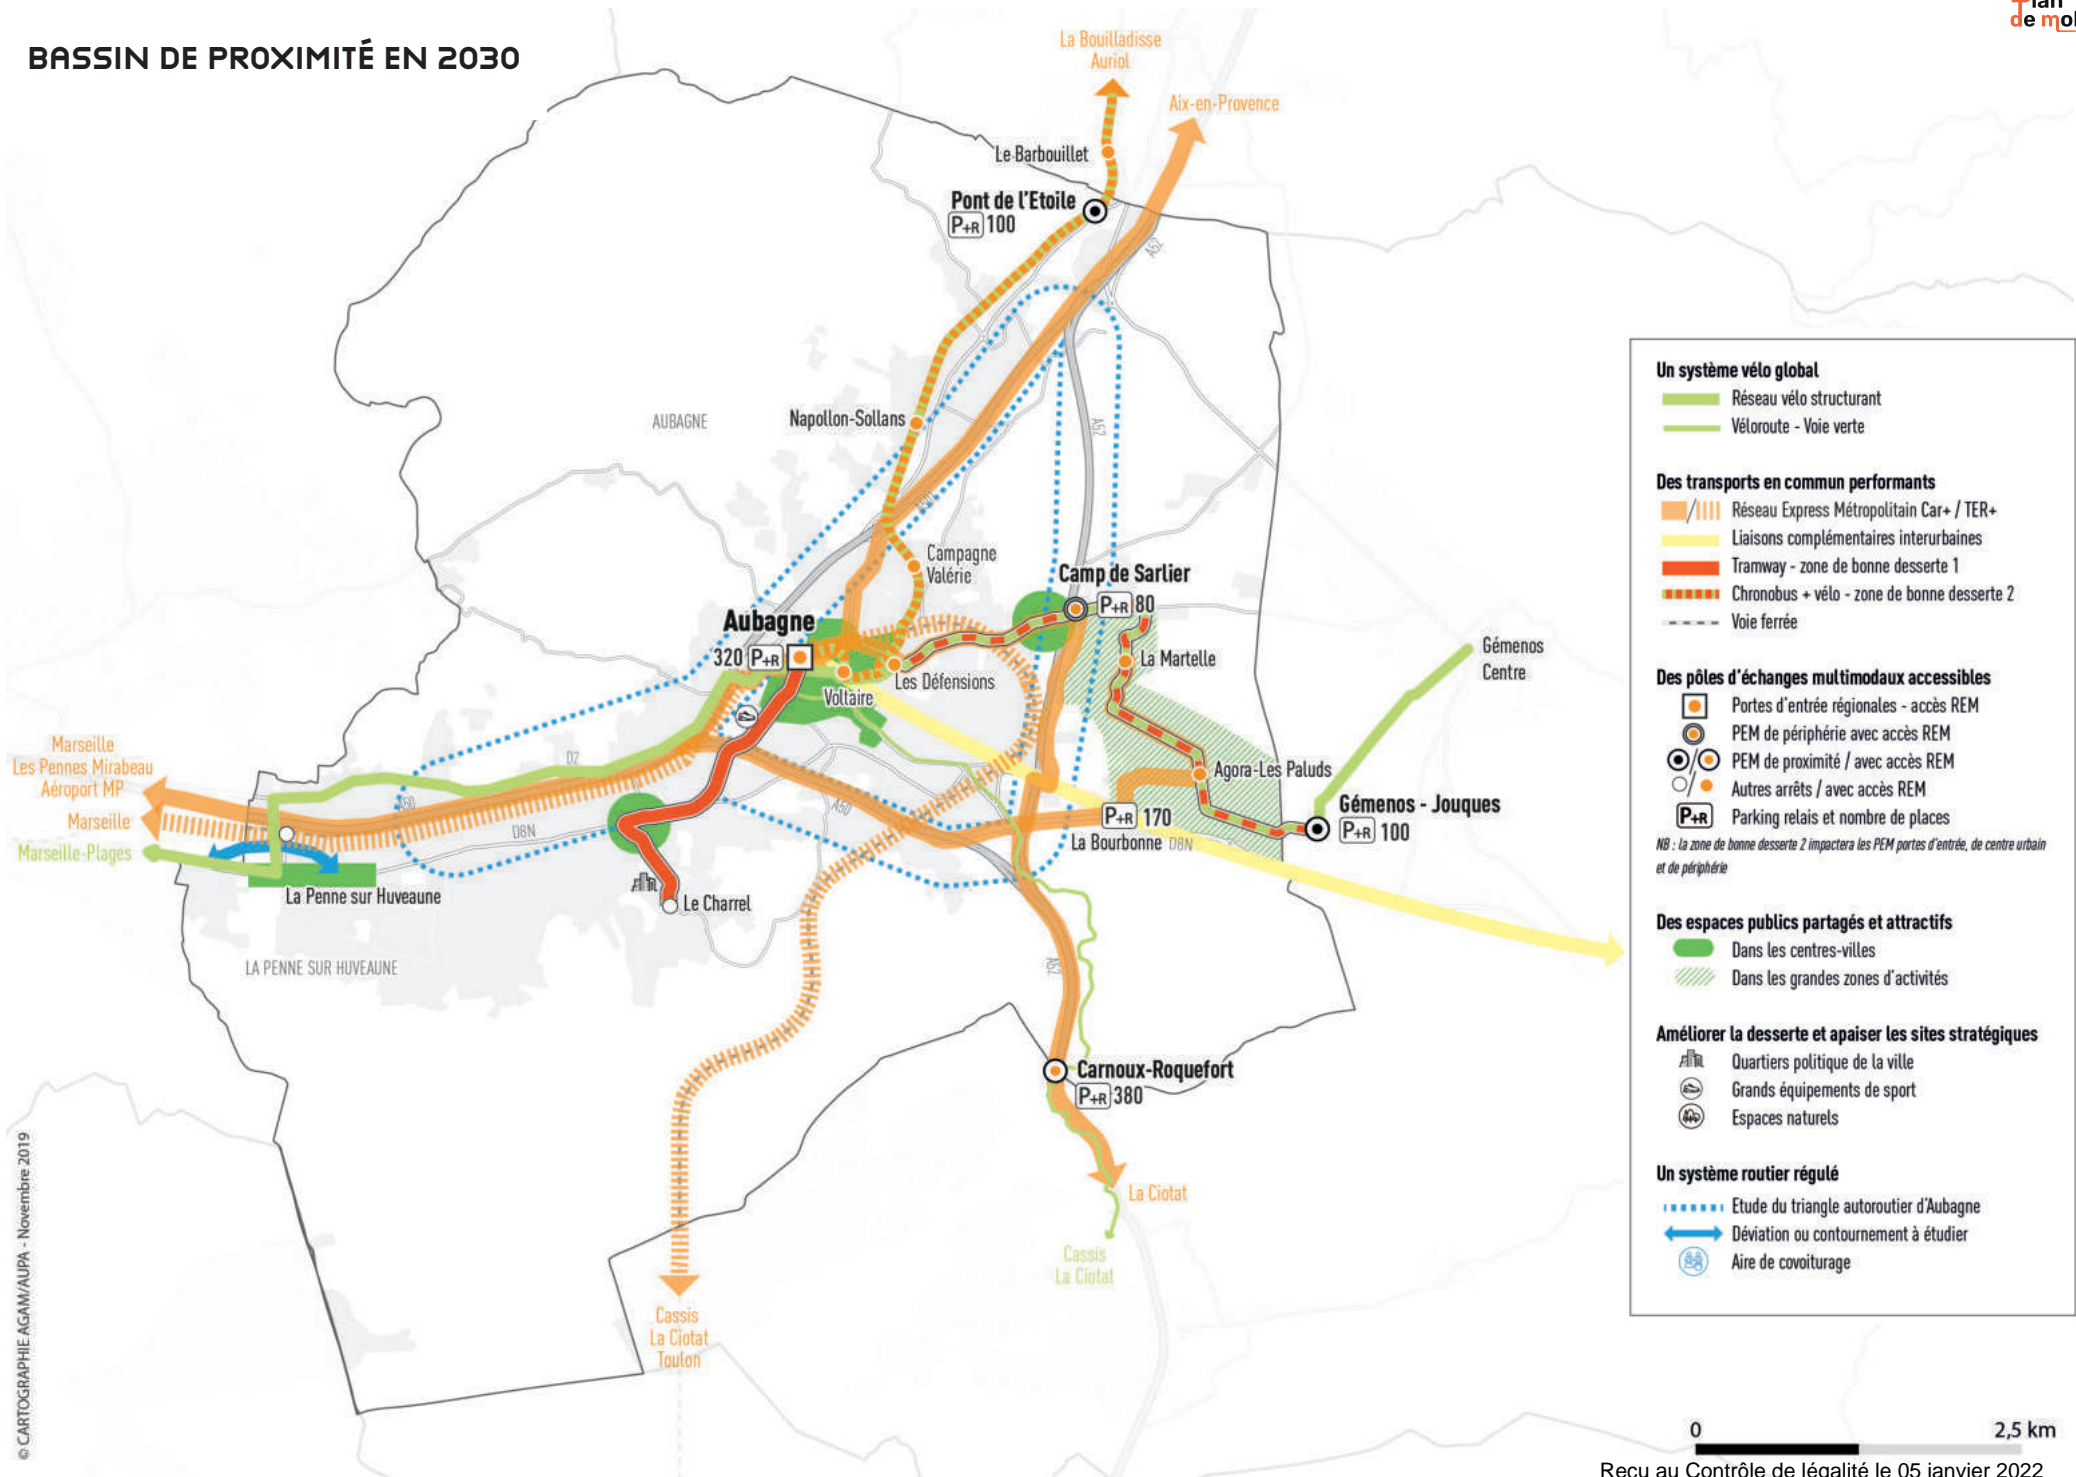 Plan
de mob
BASSIN DE PROXIMITÉ EN 2030
La Bouilladisse
Auriol
Aix-en-Provence
Le Barbouillet
Pont de l'Etoile
P+R 100
A52
AUBAGNE
Napollon-Sollans
A52
A501
Campagne
Valérie
Camp de Sarlier
P+R 80
Aubagne
320 P+R
La Martelle
Les Défensions
Voltaire
Gémenos
Centre
Marseille
Les Pennes Mirabeau
Aéroport MP
Marseille
Marseille-Plages
D2
A50
D8N
A50
Agora-Les Paluds
P+R 170
La Bourbonne
D8N
Gémenos - Jouques
P+R 100
La Penne sur Huveaune
Le Charrel
LA PENNE SUR HUVEAUNE
A52
Carnoux-Roquefort
P+R 380
La Ciotat
Cassis
La Ciotat
Cassis
La Ciotat
Toulon
Un système vélo global
Réseau vélo structurant
Véloroute - Voie verte
Des transports en commun performants
Réseau Express Métropolitain Car+ / TER+
Liaisons complémentaires interurbaines
Tramway - zone de bonne desserte 1
Chronobus + vélo - zone de bonne desserte 2
Voie ferrée
Des pôles d'échanges multimodaux accessibles
Portes d'entrée régionales - accès REM
PEM de périphérie avec accès REM
PEM de proximité / avec accès REM
Autres arrêts / avec accès REM
P+R Parking relais et nombre de places
NB : la zone de bonne desserte 2 impactera les PEM portes d'entrée, de centre urbain
et de périphérie
Des espaces publics partagés et attractifs
Dans les centres-villes
Dans les grandes zones d'activités
Améliorer la desserte et apaiser les sites stratégiques
Quartiers politique de la ville
Grands équipements de sport
Espaces naturels
Un système routier régulé
Etude du triangle autoroutier d'Aubagne
Déviation ou contournement à étudier
Aire de covoiturage
© CARTOGRAPHIE AGAM/AUPA - Novembre 2019
0 2,5 km
Reçu au Contrôle de légalité le 05 janvier 2022